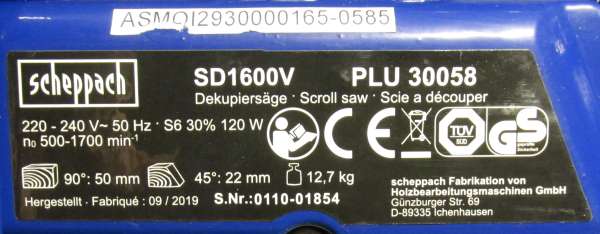 ASMQI2930000165-0585
scheppach
SD1600V PLU 30058
Dekupiersäge · Scroll saw · Scie a découper
220 - 240 V~ 50 Hz · S6 30% 120 W
n₀ 500-1700 min⁻¹
TÜV
SÜD
GS
geprüfte
Sicherheit
90°: 50 mm 45°: 22 mm 12,7 kg
Hergestellt · Fabriqué : 09 / 2019 S.Nr.:0110-01854
scheppach Fabrikation von
Holzbearbeitungsmaschinen GmbH
Günzburger Str. 69
D-89335 Ichenhausen